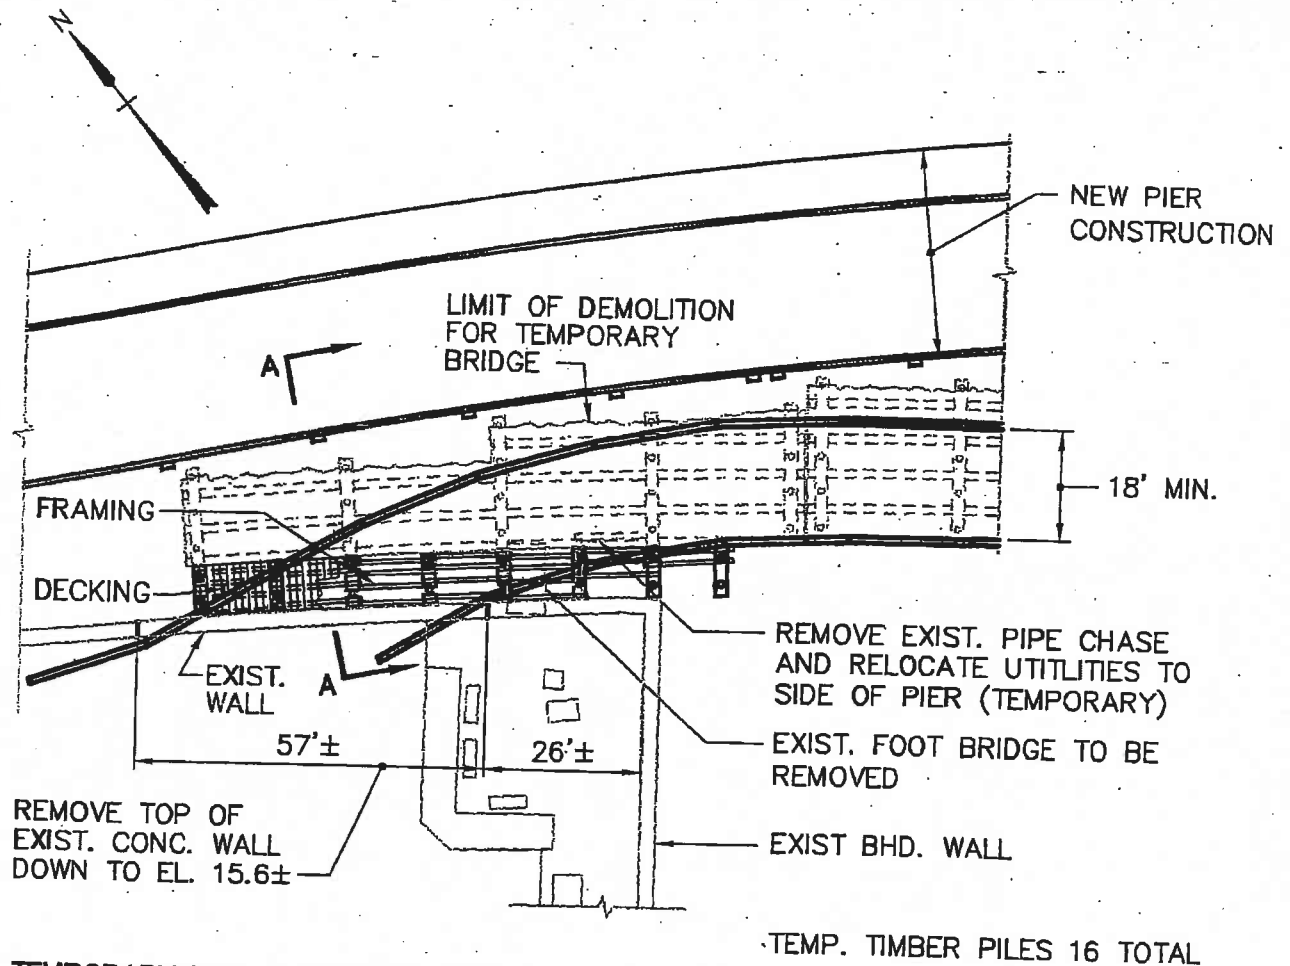 N
NEW PIER
CONSTRUCTION
LIMIT OF DEMOLITION
FOR TEMPORARY
BRIDGE
A
FRAMING
18' MIN.
DECKING
REMOVE EXIST. PIPE CHASE
AND RELOCATE UTITLITIES TO
SIDE OF PIER (TEMPORARY)
EXIST.
WALL
A
57'±
26'±
EXIST. FOOT BRIDGE TO BE
REMOVED
REMOVE TOP OF
EXIST. CONC. WALL
DOWN TO EL. 15.6±
EXIST BHD. WALL
TEMP. TIMBER PILES 16 TOTAL